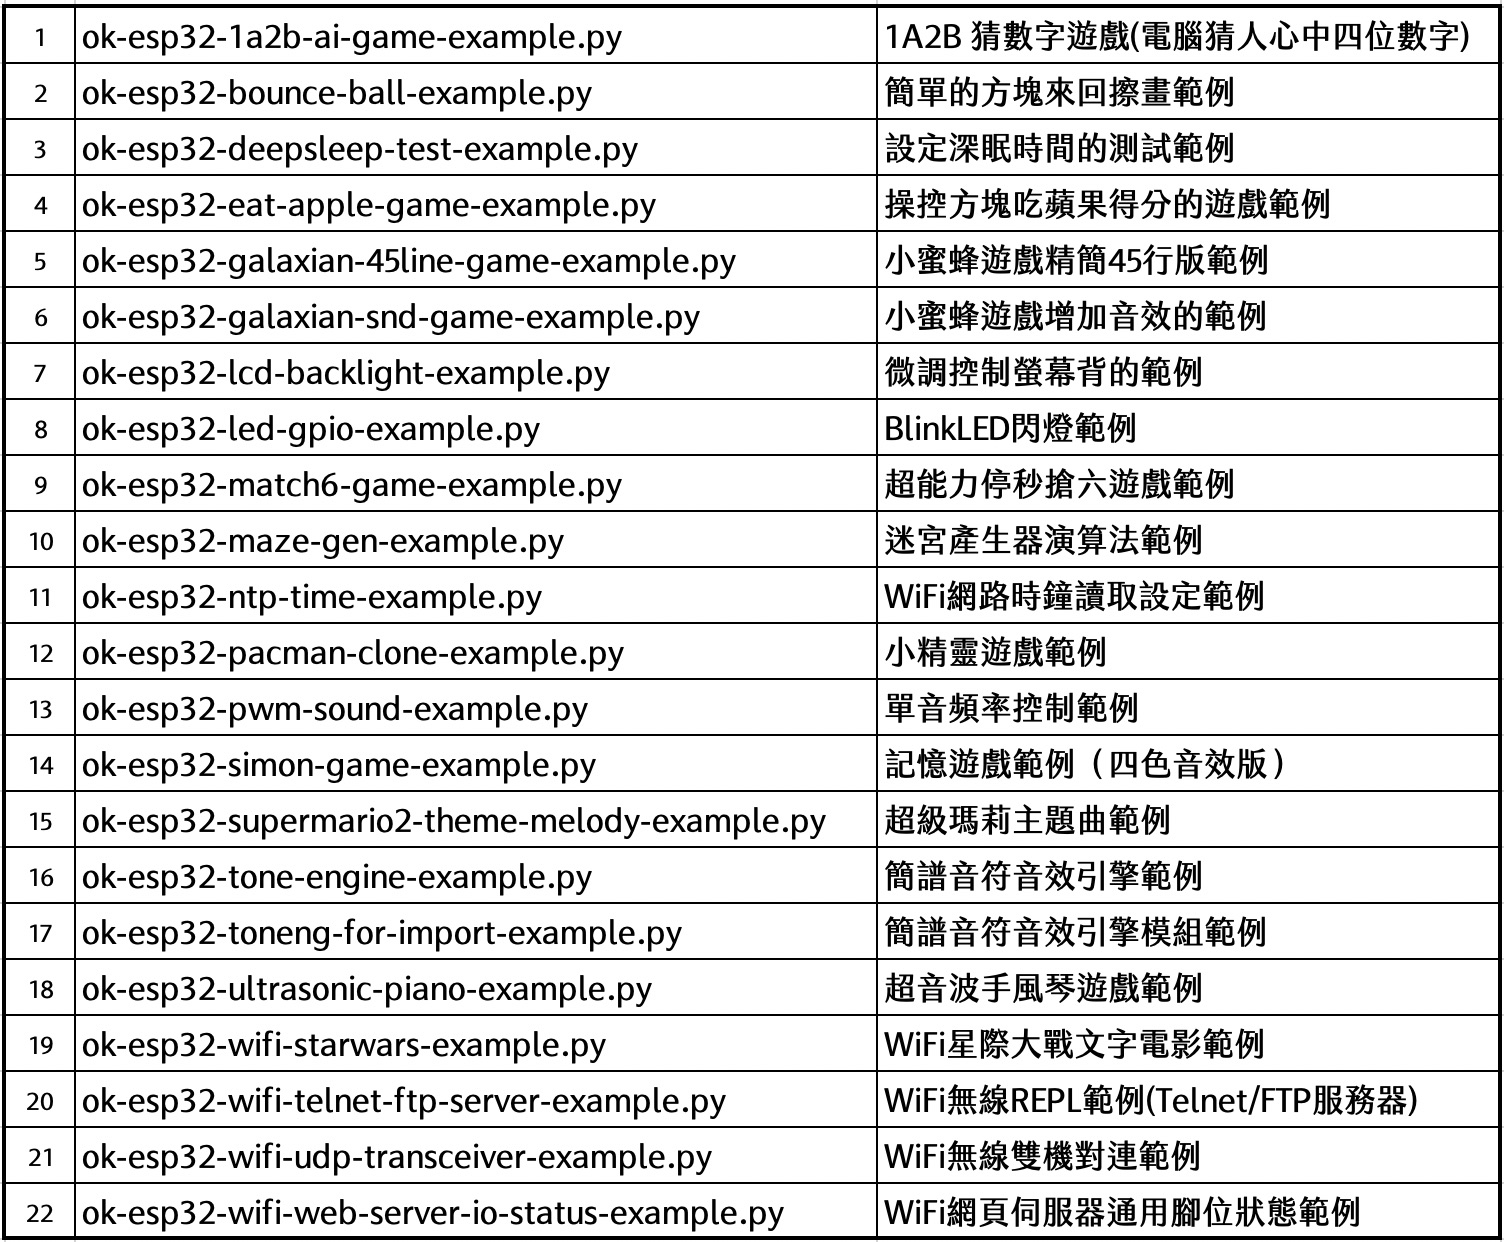 1 ok-esp32-1a2b-ai-game-example.py 1A2B 猜數字遊戲(電腦猜人心中四位數字)
2 ok-esp32-bounce-ball-example.py 簡單的方塊來回擦畫範例
3 ok-esp32-deepsleep-test-example.py 設定深眠時間的測試範例
4 ok-esp32-eat-apple-game-example.py 操控方塊吃蘋果得分的遊戲範例
5 ok-esp32-galaxian-45line-game-example.py 小蜜蜂遊戲精簡45行版範例
6 ok-esp32-galaxian-snd-game-example.py 小蜜蜂遊戲增加音效的範例
7 ok-esp32-lcd-backlight-example.py 微調控制螢幕背的範例
8 ok-esp32-led-gpio-example.py BlinkLED閃燈範例
9 ok-esp32-match6-game-example.py 超能力停秒搶六遊戲範例
10 ok-esp32-maze-gen-example.py 迷宮產生器演算法範例
11 ok-esp32-ntp-time-example.py WiFi網路時鐘讀取設定範例
12 ok-esp32-pacman-clone-example.py 小精靈遊戲範例
13 ok-esp32-pwm-sound-example.py 單音頻率控制範例
14 ok-esp32-simon-game-example.py 記憶遊戲範例（四色音效版）
15 ok-esp32-supermario2-theme-melody-example.py 超級瑪莉主題曲範例
16 ok-esp32-tone-engine-example.py 簡譜音符音效引擎範例
17 ok-esp32-toneng-for-import-example.py 簡譜音符音效引擎模組範例
18 ok-esp32-ultrasonic-piano-example.py 超音波手風琴遊戲範例
19 ok-esp32-wifi-starwars-example.py WiFi星際大戰文字電影範例
20 ok-esp32-wifi-telnet-ftp-server-example.py WiFi無線REPL範例(Telnet/FTP服務器)
21 ok-esp32-wifi-udp-transceiver-example.py WiFi無線雙機對連範例
22 ok-esp32-wifi-web-server-io-status-example.py WiFi網頁伺服器通用腳位狀態範例